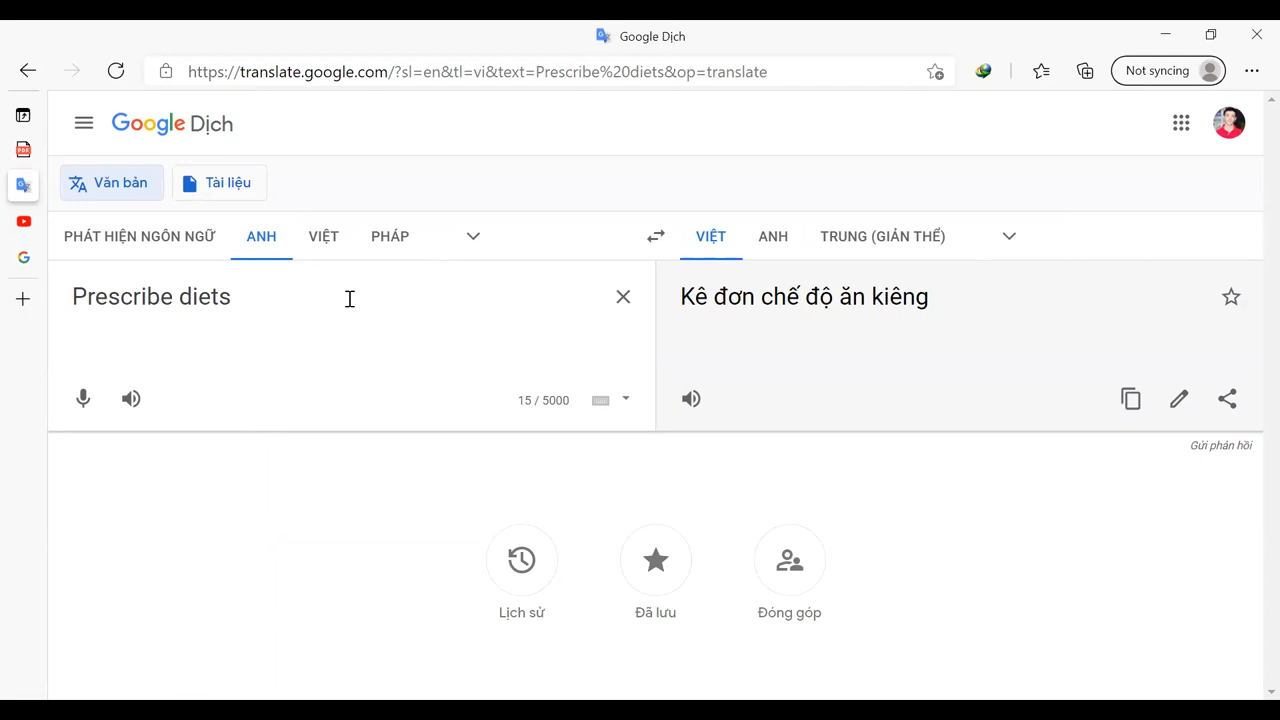 Google Dịch
https://translate.google.com/?sl=en&tl=vi&text=Prescribe%20diets&op=translate
Not syncing
Google Dịch
PDF
Văn bản
Tài liệu
PHÁT HIỆN NGÔN NGỮ ANH VIỆT PHÁP
VIỆT ANH TRUNG (GIẢN THỂ)
Prescribe diets
Kê đơn chế độ ăn kiêng
15 / 5000
Gửi phản hồi
Lịch sử
Đã lưu
Đóng góp